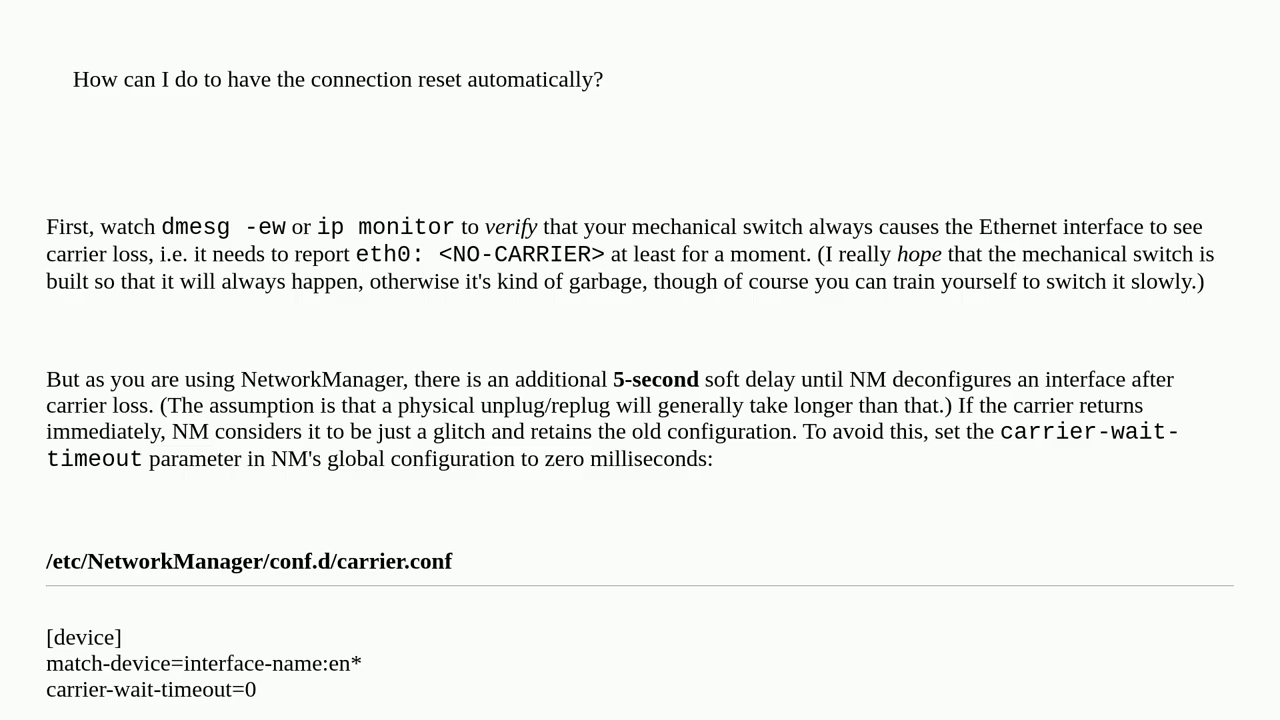 How can I do to have the connection reset automatically?
First, watch dmesg -ew or ip monitor to verify that your mechanical switch always causes the Ethernet interface to see
carrier loss, i.e. it needs to report eth0: <NO-CARRIER> at least for a moment. (I really hope that the mechanical switch is
built so that it will always happen, otherwise it's kind of garbage, though of course you can train yourself to switch it slowly.)
But as you are using NetworkManager, there is an additional 5-second soft delay until NM deconfigures an interface after
carrier loss. (The assumption is that a physical unplug/replug will generally take longer than that.) If the carrier returns
immediately, NM considers it to be just a glitch and retains the old configuration. To avoid this, set the carrier-wait-
timeout parameter in NM's global configuration to zero milliseconds:
/etc/NetworkManager/conf.d/carrier.conf
[device]
match-device=interface-name:en*
carrier-wait-timeout=0